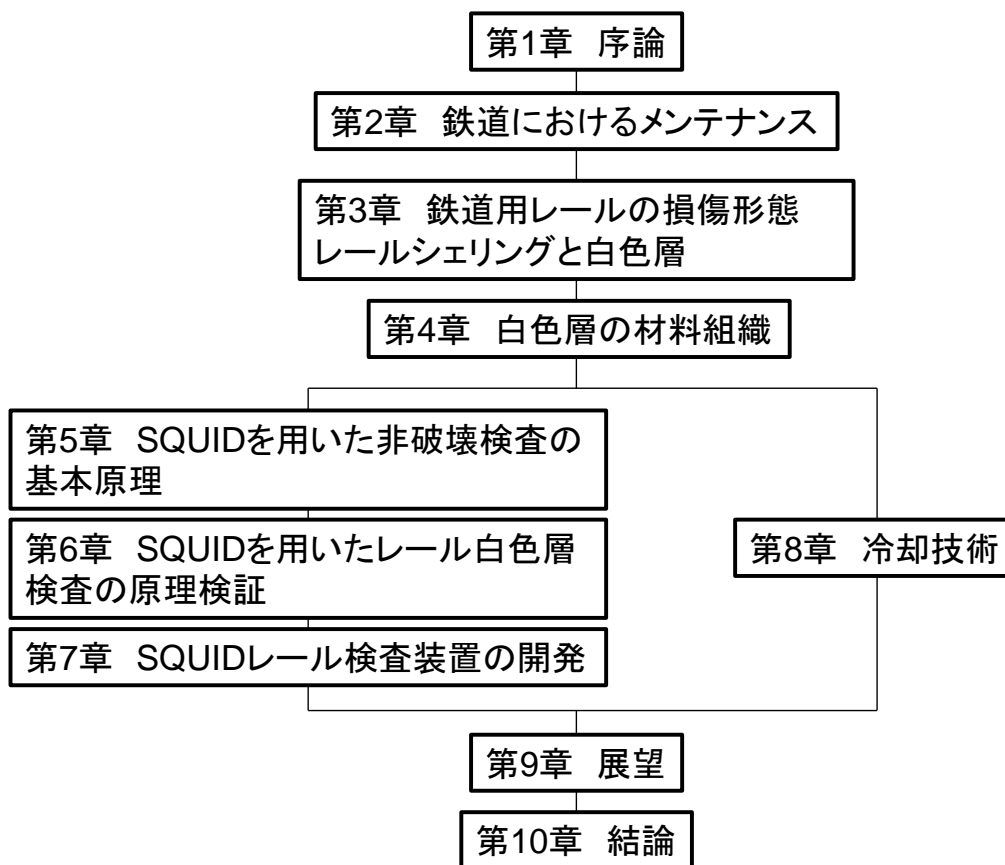 第1章 序論
第2章 鉄道におけるメンテナンス
第3章 鉄道用レールの損傷形態
レールシェリングと白色層
第4章 白色層の材料組織
第5章 SQUIDを用いた非破壊検査の
基本原理
第6章 SQUIDを用いたレール白色層
検査の原理検証
第7章 SQUIDレール検査装置の開発
第8章 冷却技術
第9章 展望
第10章 結論